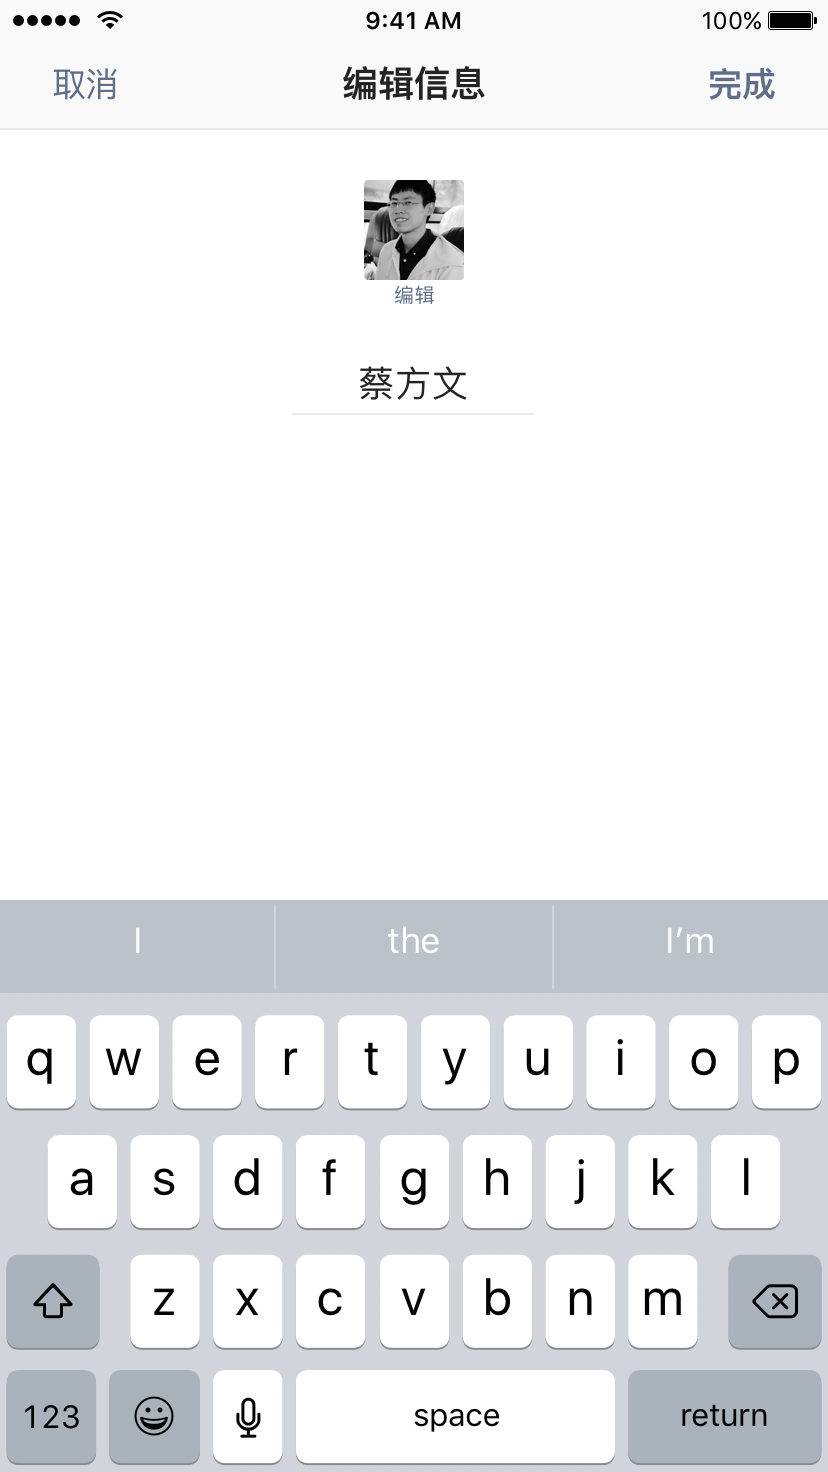 9:41 AM 100%
取消 编辑信息 完成
编辑
蔡方文
I the I’m
q w e r t y u i o p
a s d f g h j k l
z x c v b n m
123 space return